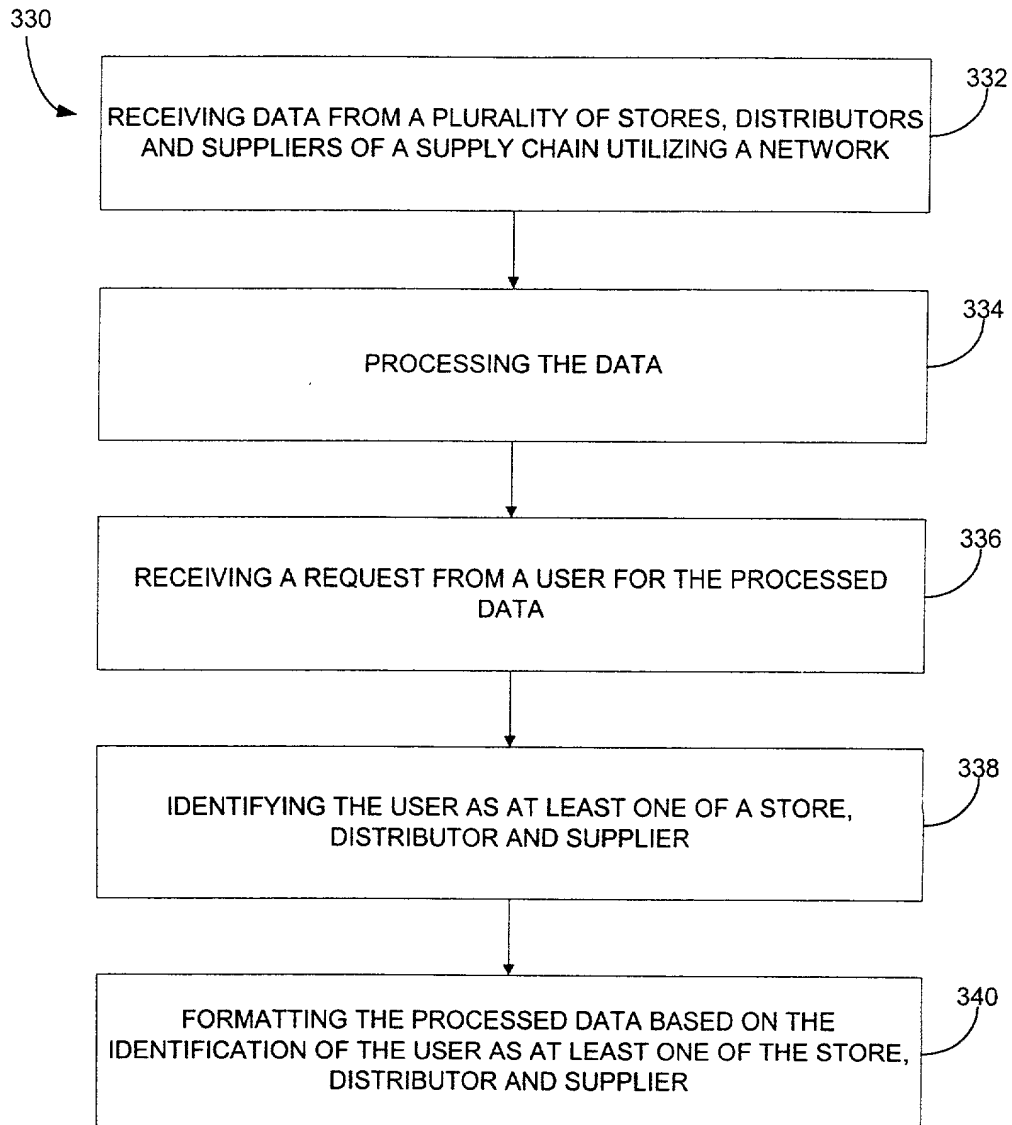 330
332
RECEIVING DATA FROM A PLURALITY OF STORES, DISTRIBUTORS
AND SUPPLIERS OF A SUPPLY CHAIN UTILIZING A NETWORK
334
PROCESSING THE DATA
336
RECEIVING A REQUEST FROM A USER FOR THE PROCESSED
DATA
338
IDENTIFYING THE USER AS AT LEAST ONE OF A STORE,
DISTRIBUTOR AND SUPPLIER
340
FORMATTING THE PROCESSED DATA BASED ON THE
IDENTIFICATION OF THE USER AS AT LEAST ONE OF THE STORE,
DISTRIBUTOR AND SUPPLIER